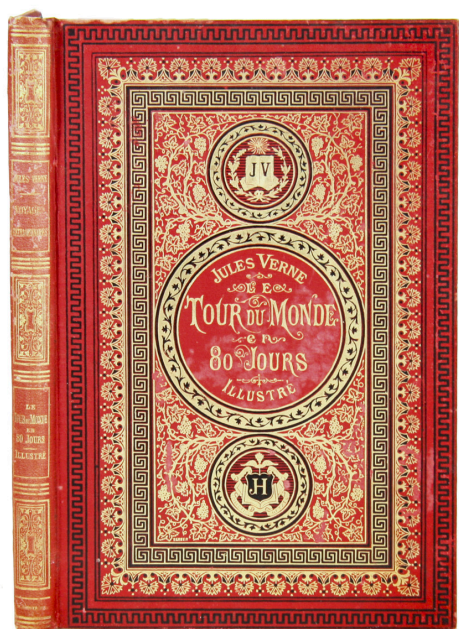 JULES VERNE
LE
TOUR DU MONDE
EN
80 JOURS
ILLUSTRÉ
JV
H
JULES VERNE
VOYAGES
EXTRAORDINAIRES
LE
TOUR DU MONDE
EN
80 JOURS
ILLUSTRÉ